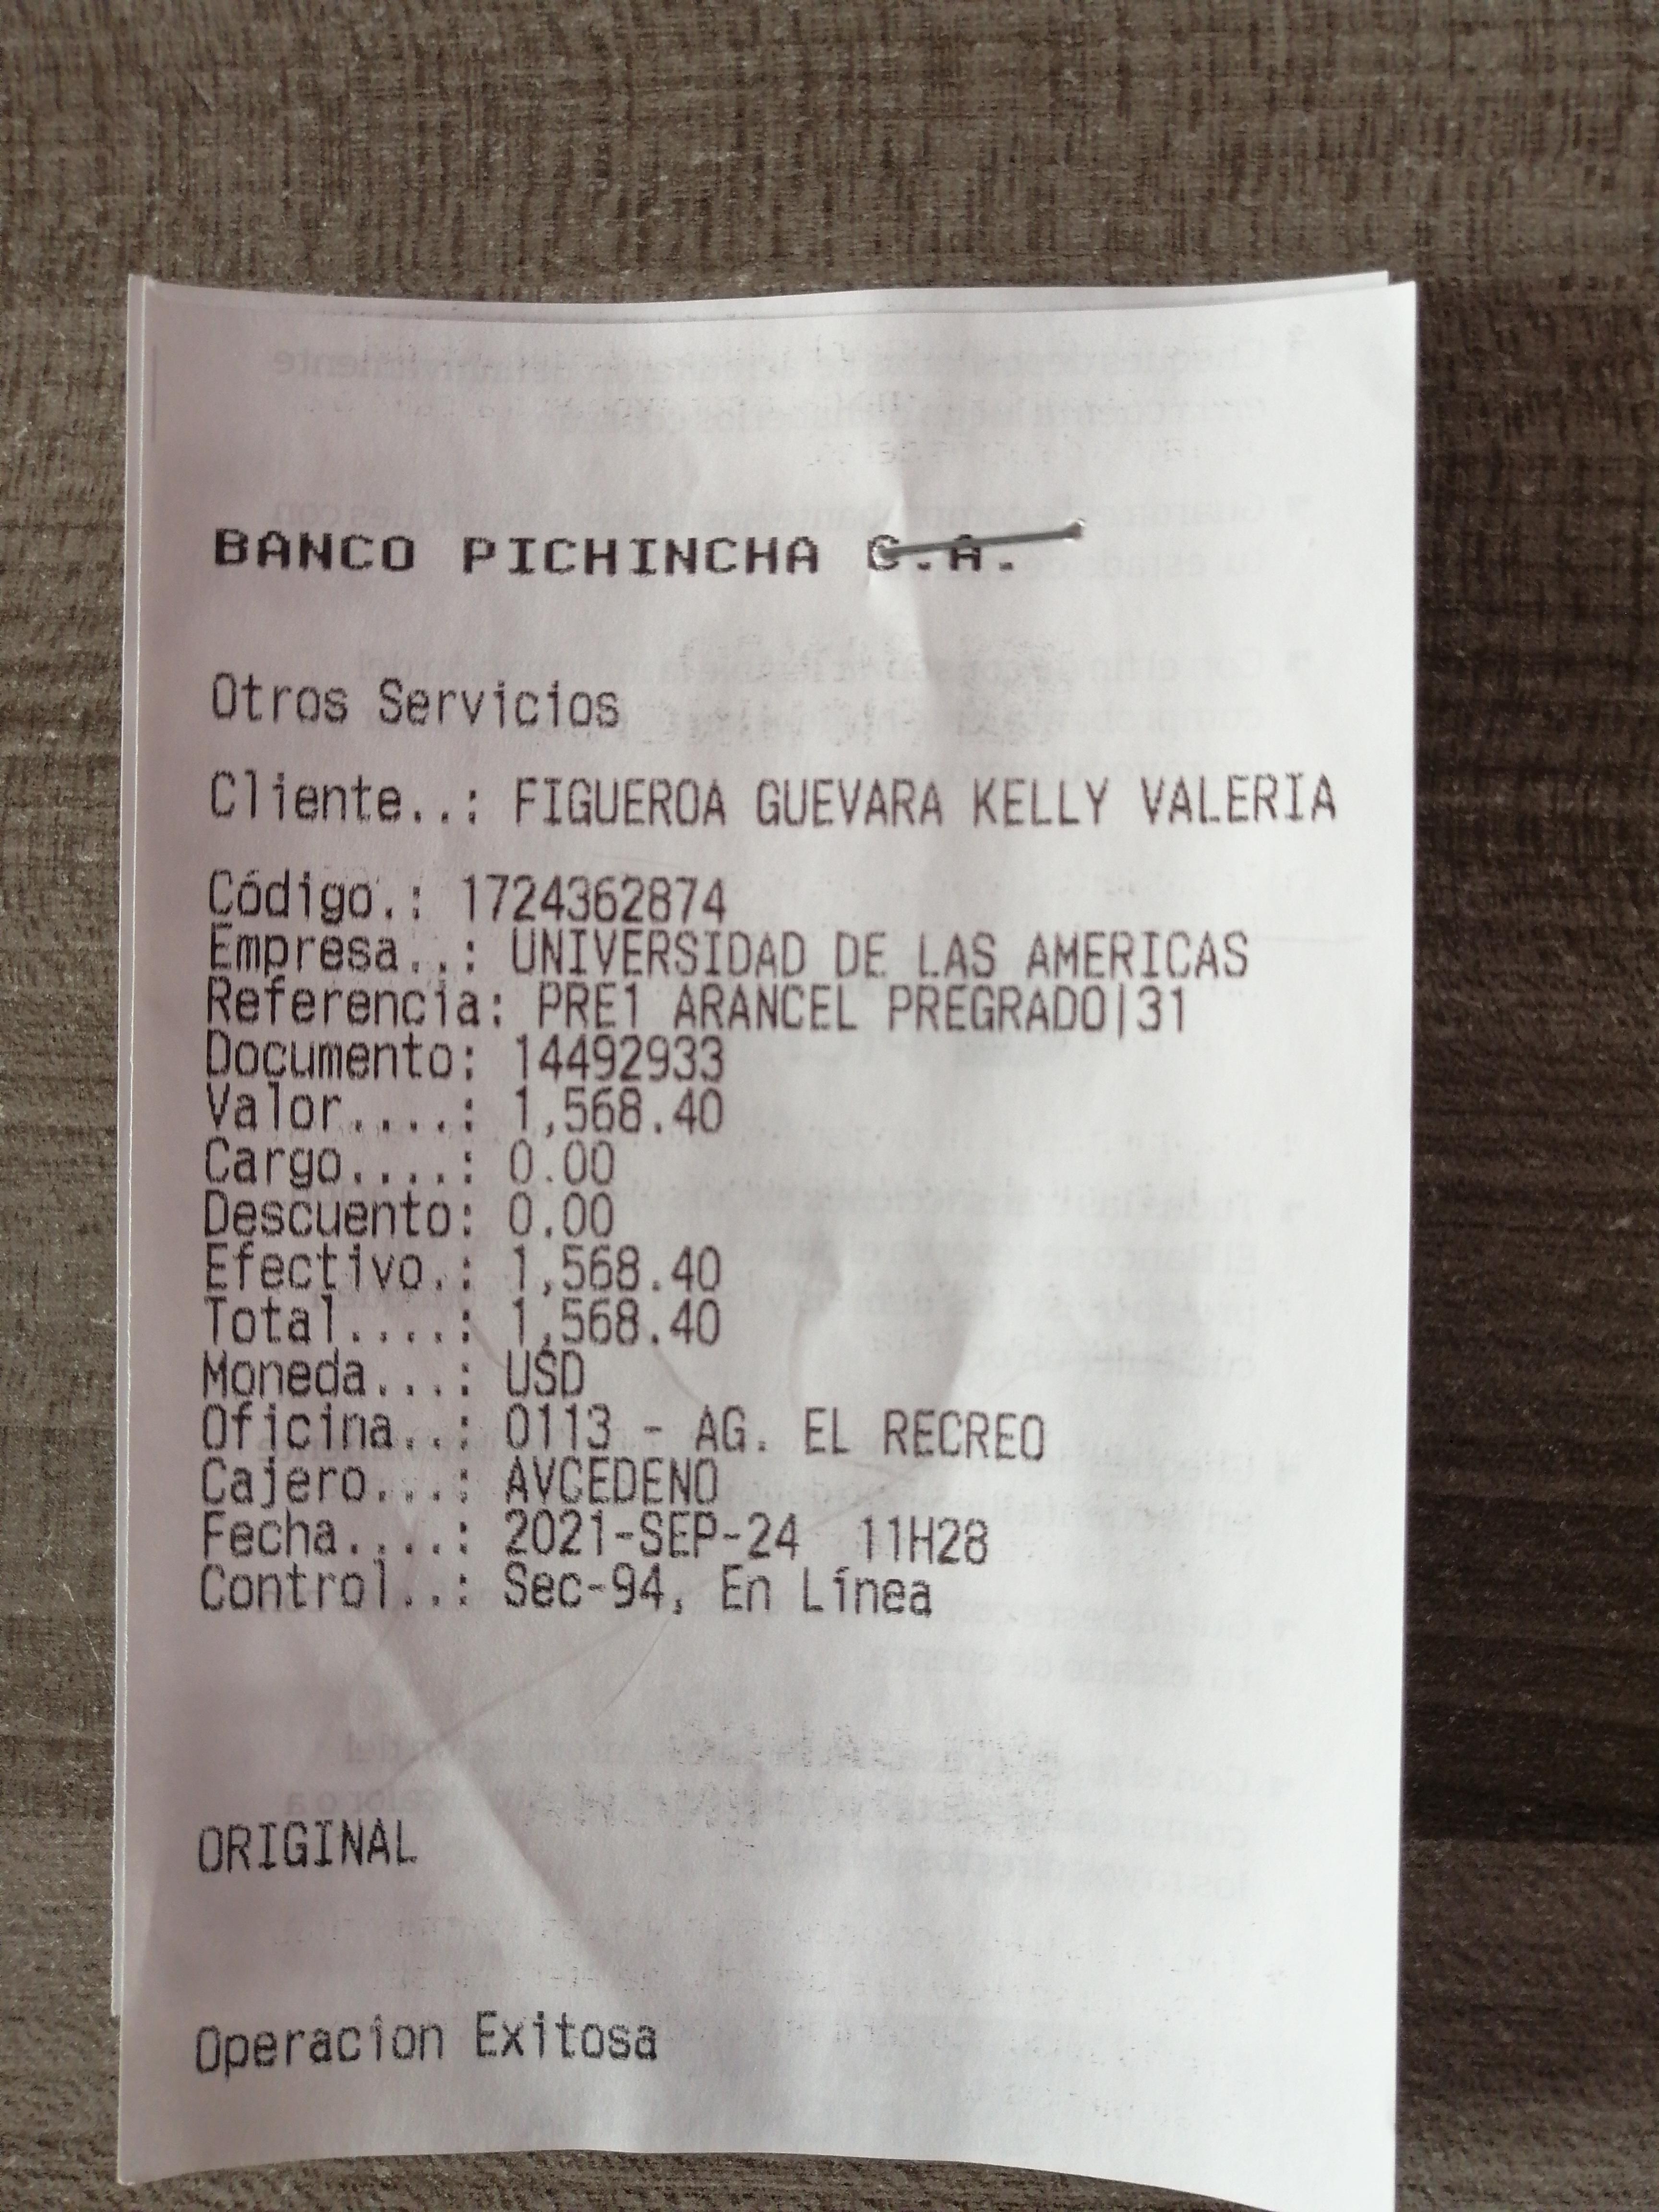 BANCO PICHINCHA C.A.
Otros Servicios
Cliente..: FIGUEROA GUEVARA KELLY VALERIA
Código.: 1724362874
Empresa..: UNIVERSIDAD DE LAS AMERICAS
Referencia: PRE1 ARANCEL PREGRADO|31
Documento: 14492933
Valor....: 1,568.40
Cargo....: 0.00
Descuento: 0.00
Efectivo.: 1,568.40
Total....: 1,568.40
Moneda...: USD
Oficina..: 0113 - AG. EL RECREO
Cajero...: AVCEDENO
Fecha....: 2021-SEP-24 11H28
Control..: Sec-94, En Línea
ORIGINAL
Operacion Exitosa